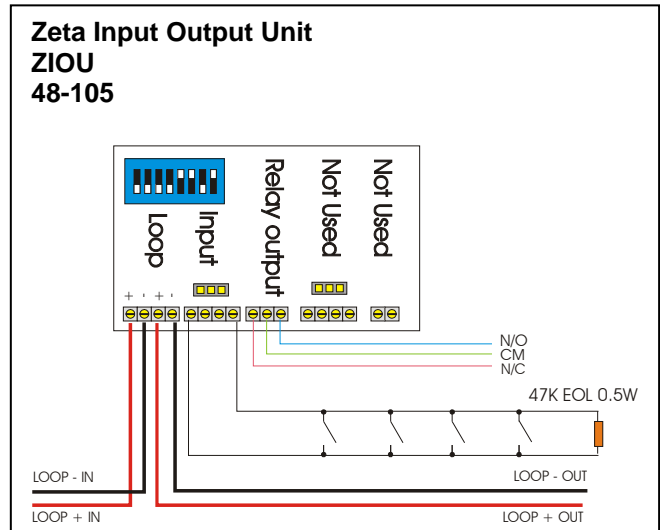 Zeta Input Output Unit
ZIOU
48-105
Loop
Input
Relay output
Not Used
Not Used
+ - + -
N/O
CM
N/C
47K EOL 0.5W
LOOP - IN
LOOP - OUT
LOOP + IN
LOOP + OUT